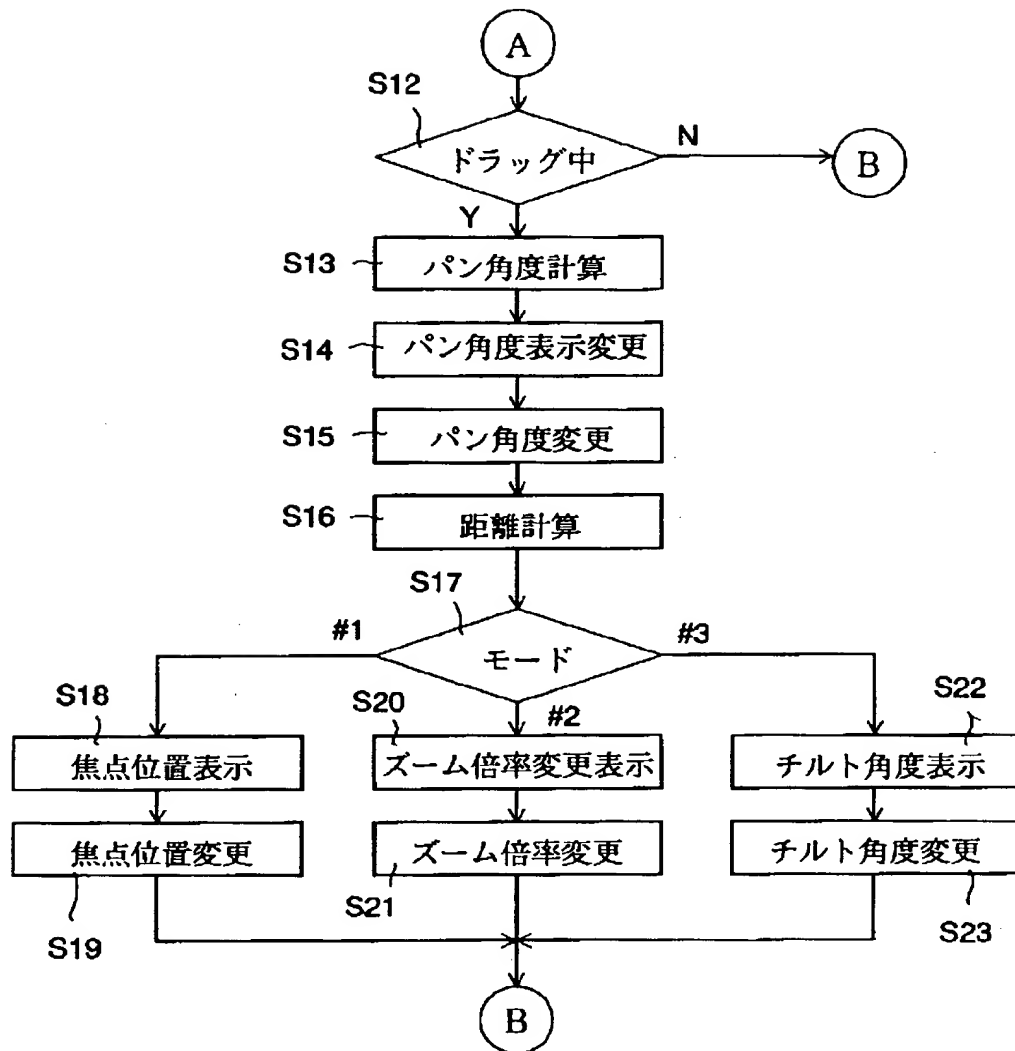 A
S12
ドラッグ中
N
B
Y
S13
パン角度計算
S14
パン角度表示変更
S15
パン角度変更
S16
距離計算
S17
#1
モード
#3
S18
S20
#2
S22
焦点位置表示
ズーム倍率変更表示
チルト角度表示
焦点位置変更
ズーム倍率変更
チルト角度変更
S19
S21
S23
B